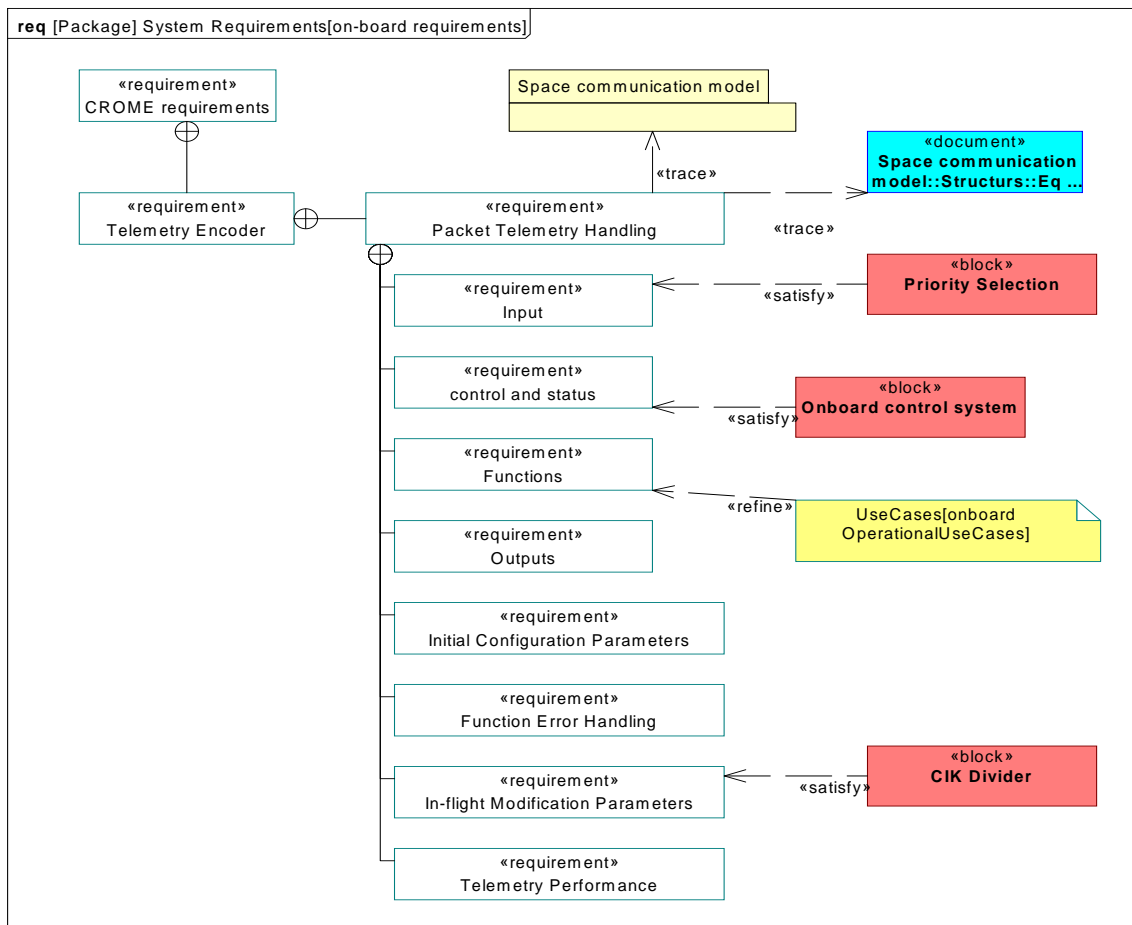 req [Package] System Requirements[on-board requirements]
«requirement»
CROME requirements
Space communication model
«document»
Space communication
model::Structurs::Eq ...
«trace»
«requirement»
Telemetry Encoder
«requirement»
Packet Telemetry Handling
«trace»
«requirement»
Input
«satisfy»
«block»
Priority Selection
«requirement»
control and status
«satisfy»
«block»
Onboard control system
«requirement»
Functions
«refine»
UseCases[onboard
OperationalUseCases]
«requirement»
Outputs
«requirement»
Initial Configuration Parameters
«requirement»
Function Error Handling
«requirement»
In-flight Modification Parameters
«satisfy»
«block»
ClK Divider
«requirement»
Telemetry Performance